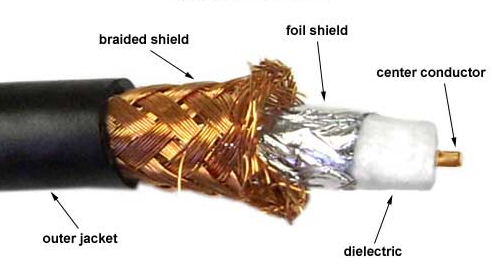 foil shield
braided shield
center conductor
outer jacket
dielectric